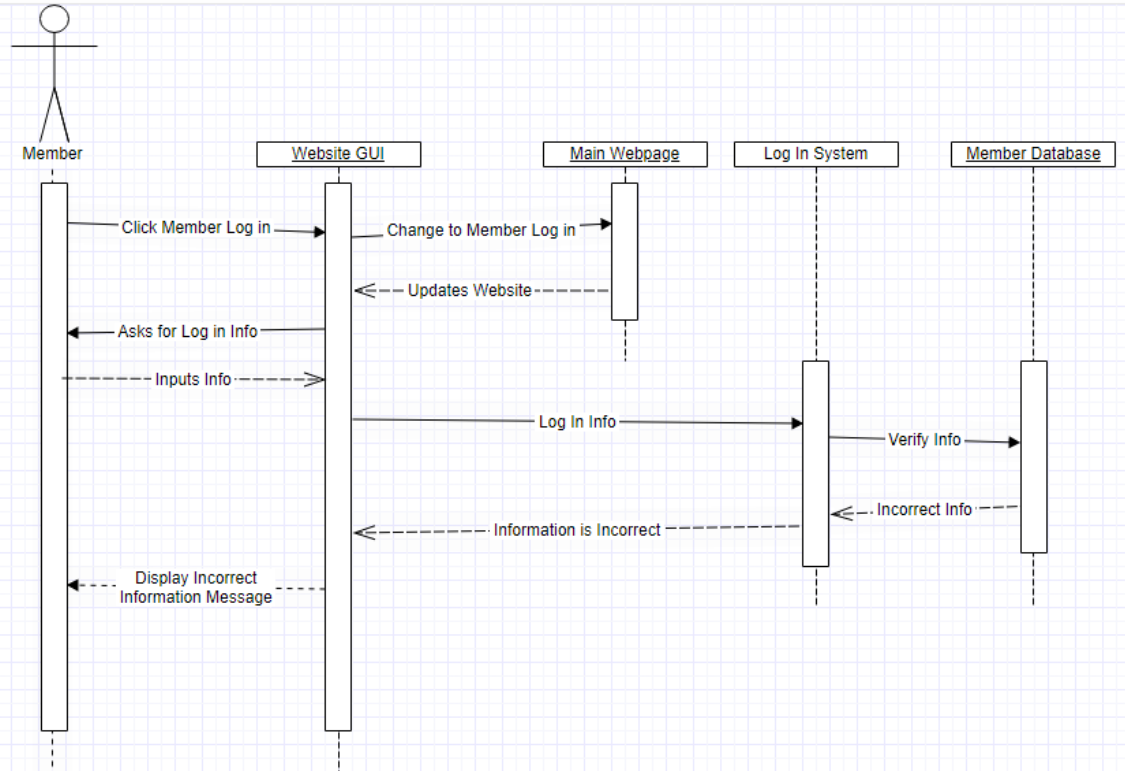 Member
Website GUI
Main Webpage
Log In System
Member Database
Click Member Log in
Change to Member Log in
Updates Website
Asks for Log in Info
Inputs Info
Log In Info
Verify Info
Incorrect Info
Information is Incorrect
Display Incorrect
Information Message